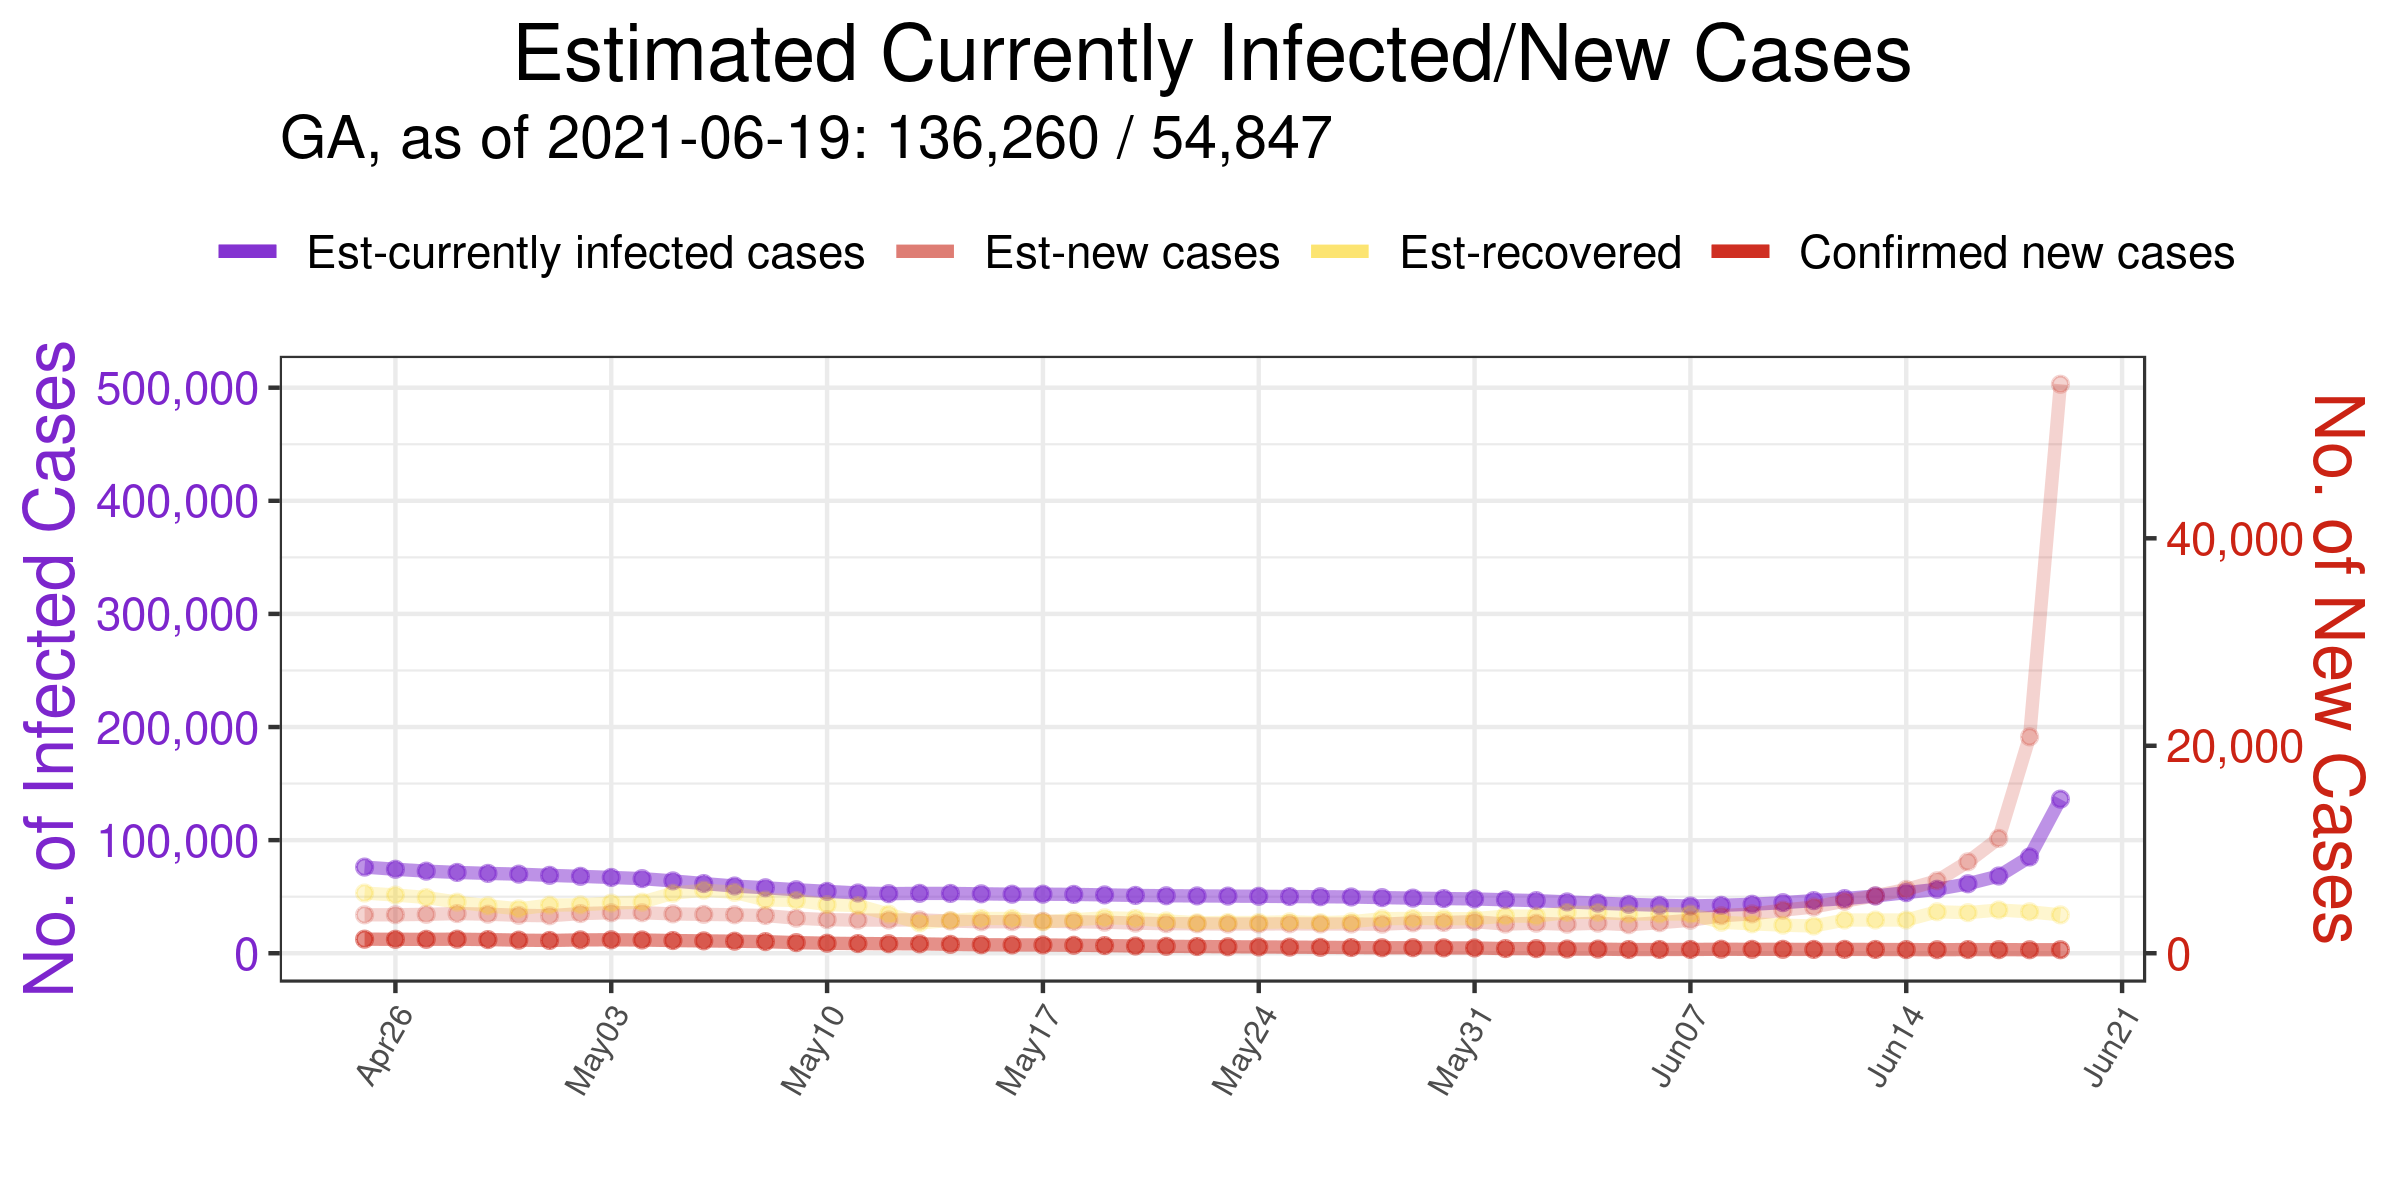 Estimated Currently Infected/New Cases
GA, as of 2021-06-19: 136,260 / 54,847
Est-currently infected cases Est-new cases Est-recovered Confirmed new cases
No. of Infected Cases
500,000
400,000
300,000
200,000
100,000
0
40,000
20,000
0
No. of New Cases
Apr26 May03 May10 May17 May24 May31 Jun07 Jun14 Jun21